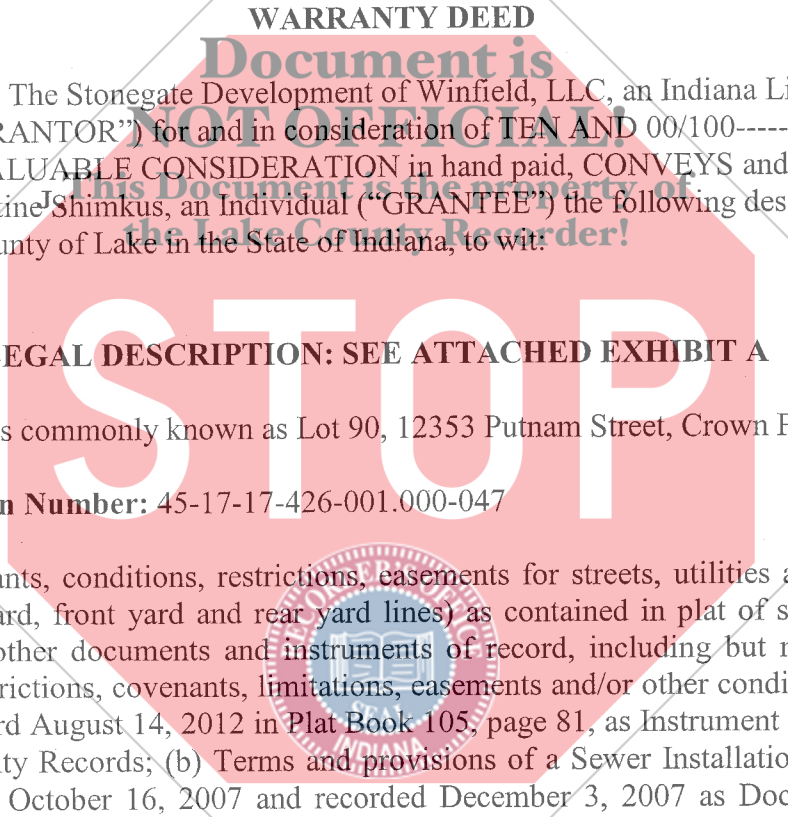 WARRANTY DEED
Document is
The Stonegate Development of Winfield, LLC, an Indiana Li
RANTOR”) for and in consideration of TEN AND 00/100-----
NOT OFFICIAL!
ALUABLE CONSIDERATION in hand paid, CONVEYS and
This Document is the property of
tine J Shimkus, an Individual (“GRANTEE”) the following des
the Lake County Recorder!
unty of Lake in the State of Indiana, to wit:
STOP
EGAL DESCRIPTION: SEE ATTACHED EXHIBIT A
s commonly known as Lot 90, 12353 Putnam Street, Crown P
n Number: 45-17-17-426-001.000-047
ants, conditions, restrictions, easements for streets, utilities a
ard, front yard and rear yard lines) as contained in plat of s
other documents and instruments of record, including but n
rictions, covenants, limitations, easements and/or other condi
rd August 14, 2012 in Plat Book 105, page 81, as Instrument
nty Records; (b) Terms and provisions of a Sewer Installatio
October 16, 2007 and recorded December 3, 2007 as Doc
SEAL
INDIANA